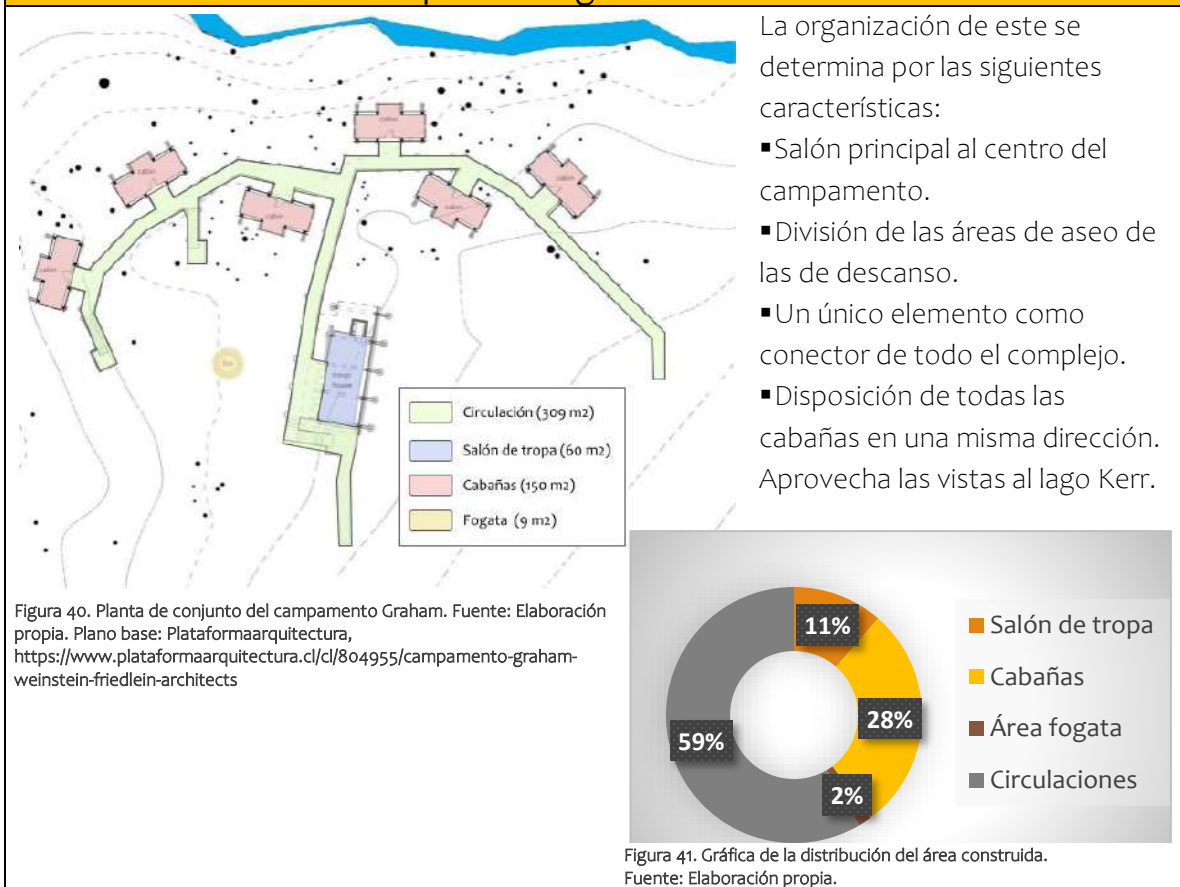 La organización de este se
determina por las siguientes
características:
▪Salón principal al centro del
campamento.
▪División de las áreas de aseo de
las de descanso.
▪Un único elemento como
conector de todo el complejo.
▪Disposición de todas las
cabañas en una misma dirección.
Aprovecha las vistas al lago Kerr.
Circulación (309 m2)
Salón de tropa (60 m2)
Cabañas (150 m2)
Fogata (9 m2)
Figura 40. Planta de conjunto del campamento Graham. Fuente: Elaboración
propia. Plano base: Plataformaarquitectura,
https://www.plataformaarquitectura.cl/cl/804955/campamento-graham-
weinstein-friedlein-architects
11%
28%
2%
59%
Salón de tropa
Cabañas
Área fogata
Circulaciones
Figura 41. Gráfica de la distribución del área construida.
Fuente: Elaboración propia.